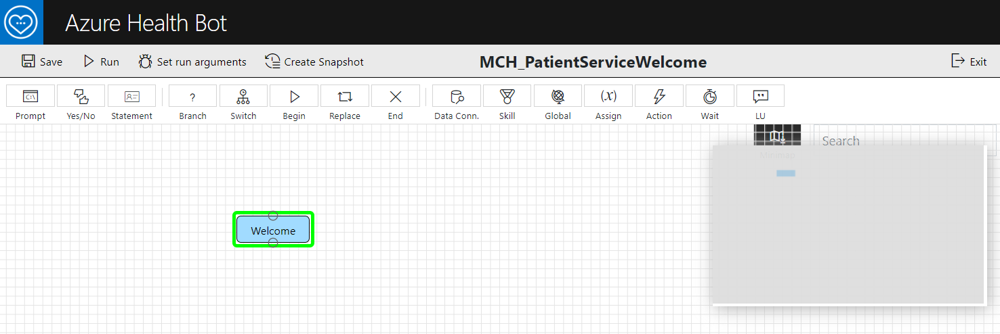 Azure Health Bot
Save Run Set run arguments Create Snapshot MCH_PatientServiceWelcome Exit
C:\ ? (x)
Prompt Yes/No Statement Branch Switch Begin Replace End Data Conn. Skill Global Assign Action Wait LU
Search
Minimap
Welcome